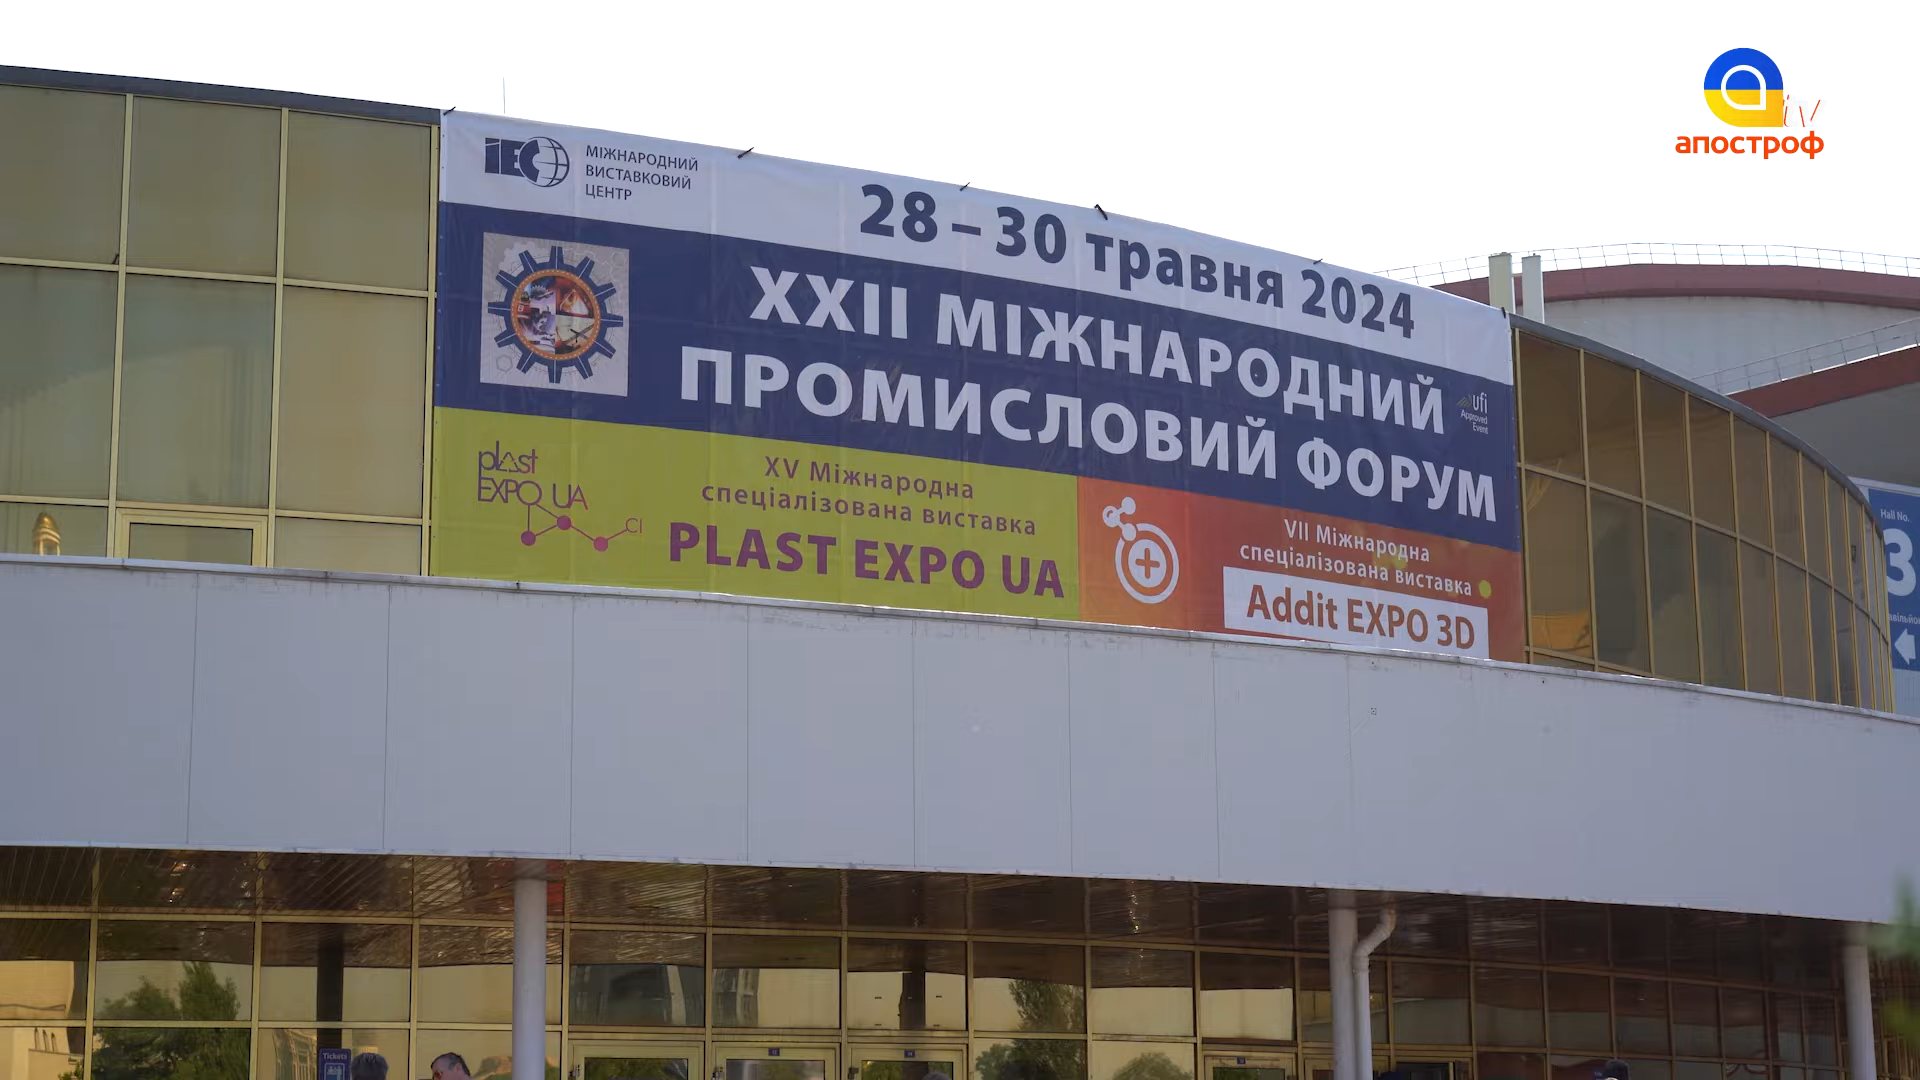 апостроф
tv
IEC
МІЖНАРОДНИЙ
ВИСТАВКОВИЙ
ЦЕНТР
28 – 30 травня 2024
XXII МІЖНАРОДНИЙ
ПРОМИСЛОВИЙ ФОРУМ
ufi
Approved
Event
plast
EXPO UA
Cl
XV Міжнародна
спеціалізована виставка
PLAST EXPO UA
VII Міжнародна
спеціалізована виставка
Addit EXPO 3D
Hall No.
3
Tickets